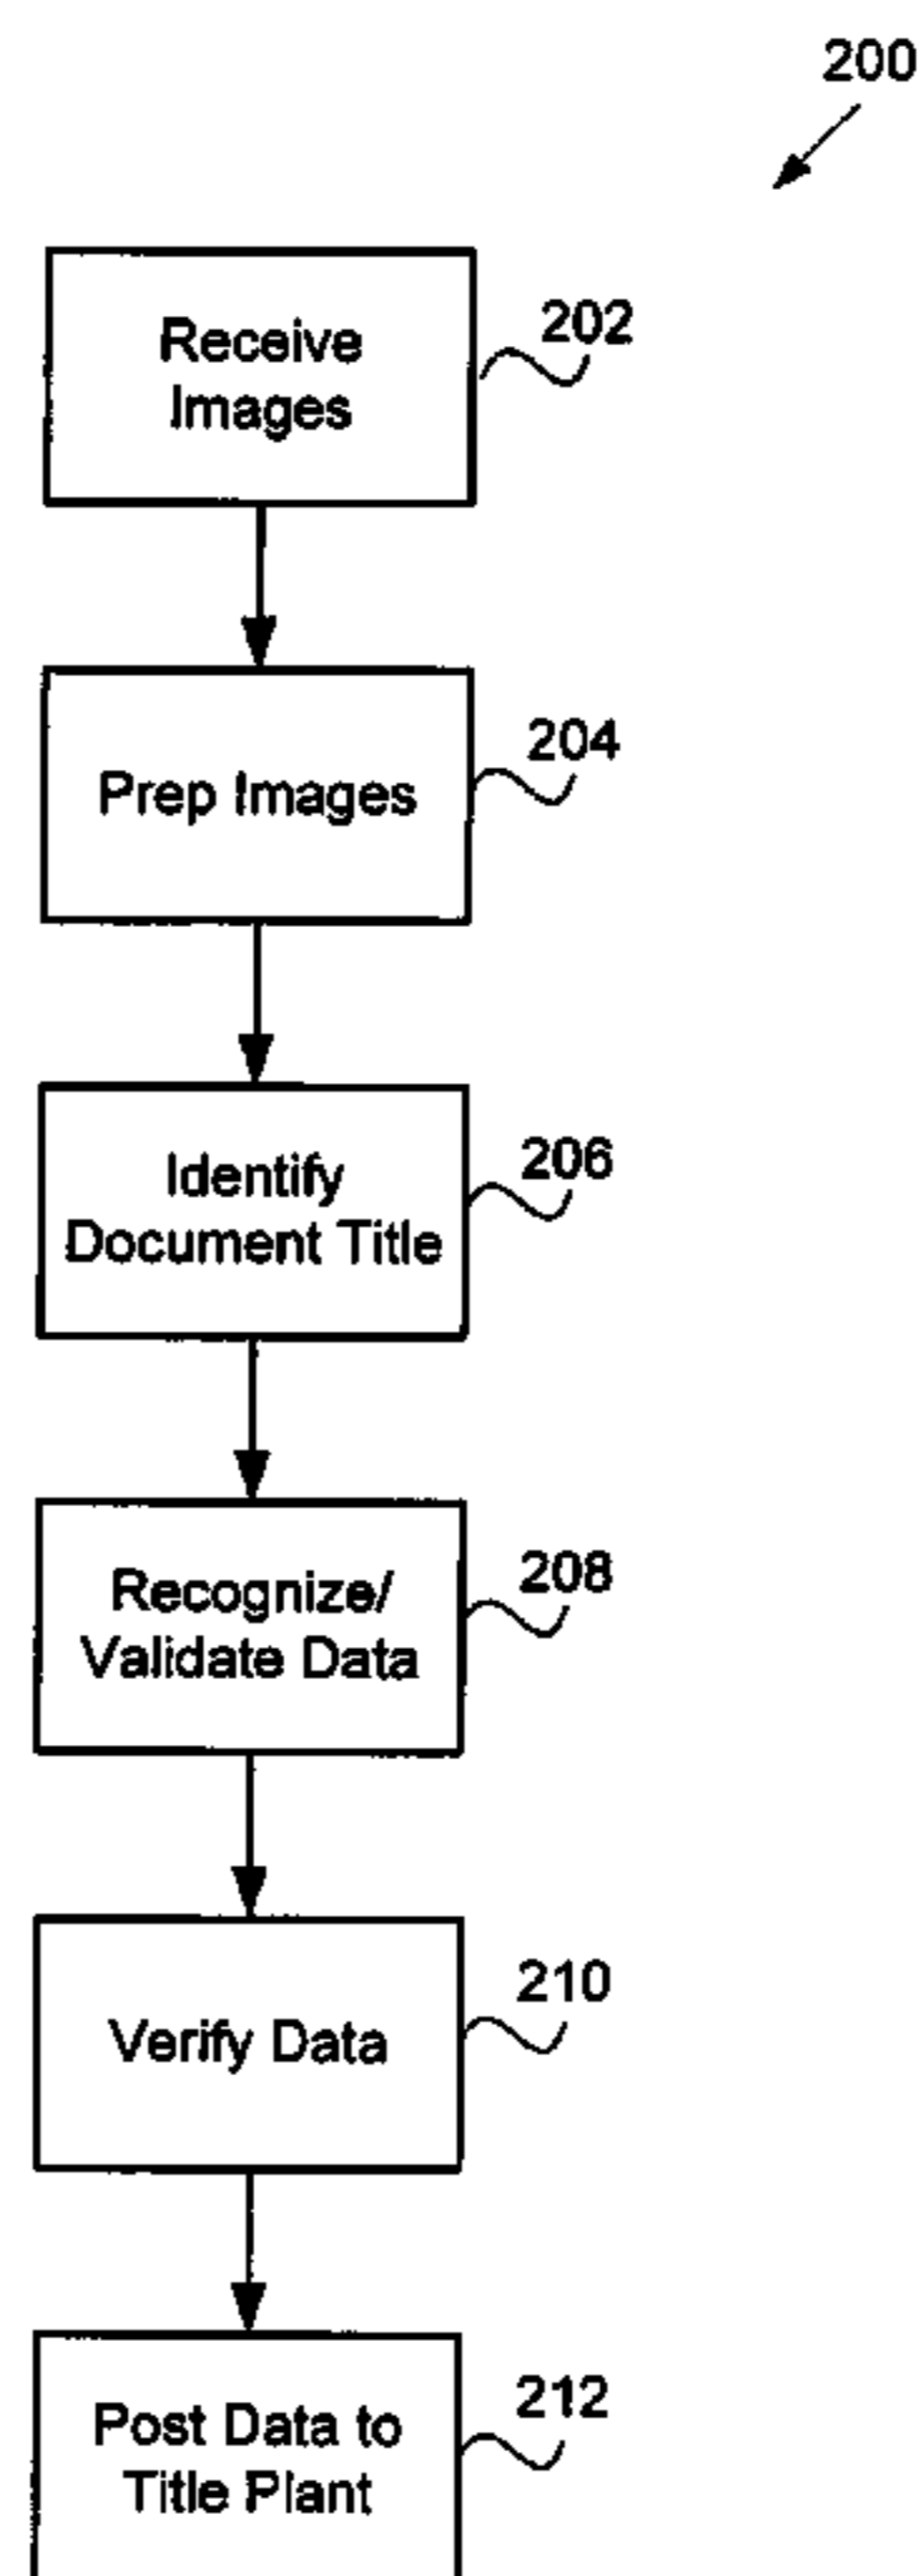 200
Receive
Images
202
Prep Images
204
Identify
Document Title
206
Recognize/
Validate Data
208
Verify Data
210
Post Data to
Title Plant
212